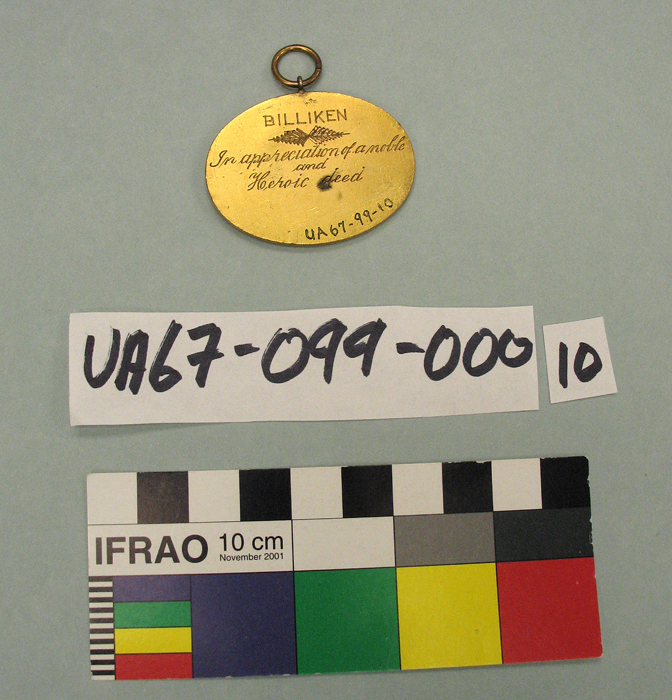 BILLIKEN
In appreciation of a noble
and
Heroic deed
UA67-99-10
UA67-099-000 10
IFRAO 10 cm
November 2001